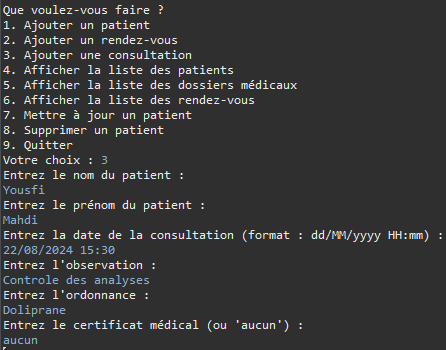 Que voulez-vous faire ?
1. Ajouter un patient
2. Ajouter un rendez-vous
3. Ajouter une consultation
4. Afficher la liste des patients
5. Afficher la liste des dossiers médicaux
6. Afficher la liste des rendez-vous
7. Mettre à jour un patient
8. Supprimer un patient
9. Quitter
Votre choix : 3
Entrez le nom du patient :
Yousfi
Entrez le prénom du patient :
Mahdi
Entrez la date de la consultation (format : dd/MM/yyyy HH:mm) :
22/08/2024 15:30
Entrez l'observation :
Controle des analyses
Entrez l'ordonnance :
Doliprane
Entrez le certificat médical (ou 'aucun') :
aucun